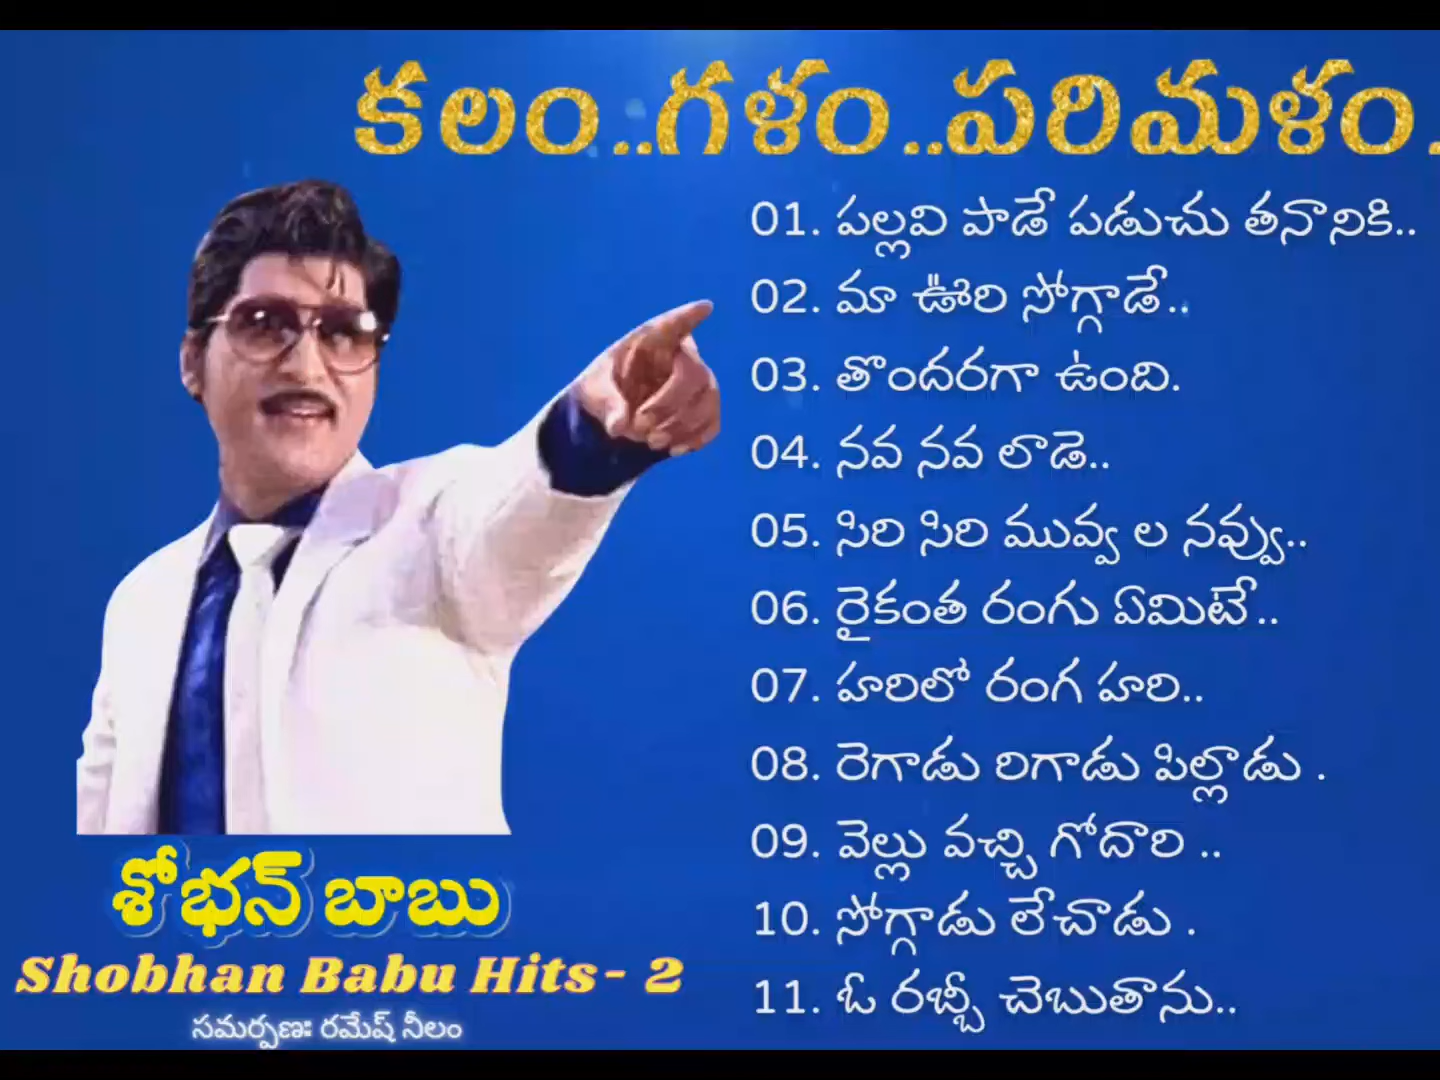 కలం..గళం..పరిమళం.
01. పల్లవి పాడే పడుచు తనానికి..
02. మా ఊరి సోగ్గాడే..
03. తొందరగా ఉంది.
04. నవ నవ లాడె..
05. సిరి సిరి మువ్వ ల నవ్వు..
06. రైకంత రంగు ఏమిటే..
07. హరిలో రంగ హరి..
08. రెగాడు రిగాడు పిల్లాడు .
09. వెల్లు వచ్చి గోదారి ..
10. సోగ్గాడు లేచాడు .
11. ఓ రబ్బీ చెబుతాను..
శోభన్ బాబు
Shobhan Babu Hits- 2
సమర్పణః రమేష్ నీలం